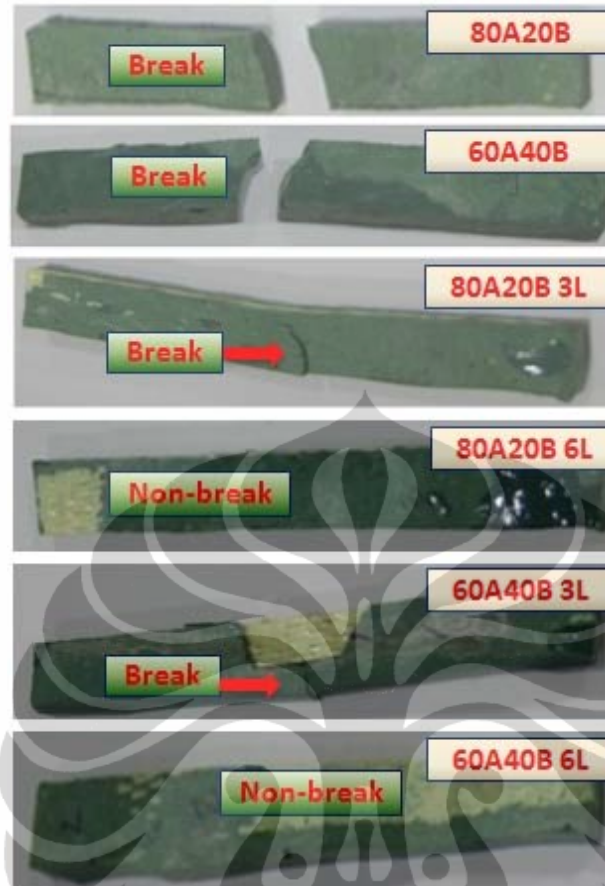 80A20B
Break
60A40B
Break
80A20B 3L
Break
80A20B 6L
Non-break
60A40B 3L
Break
60A40B 6L
Non-break